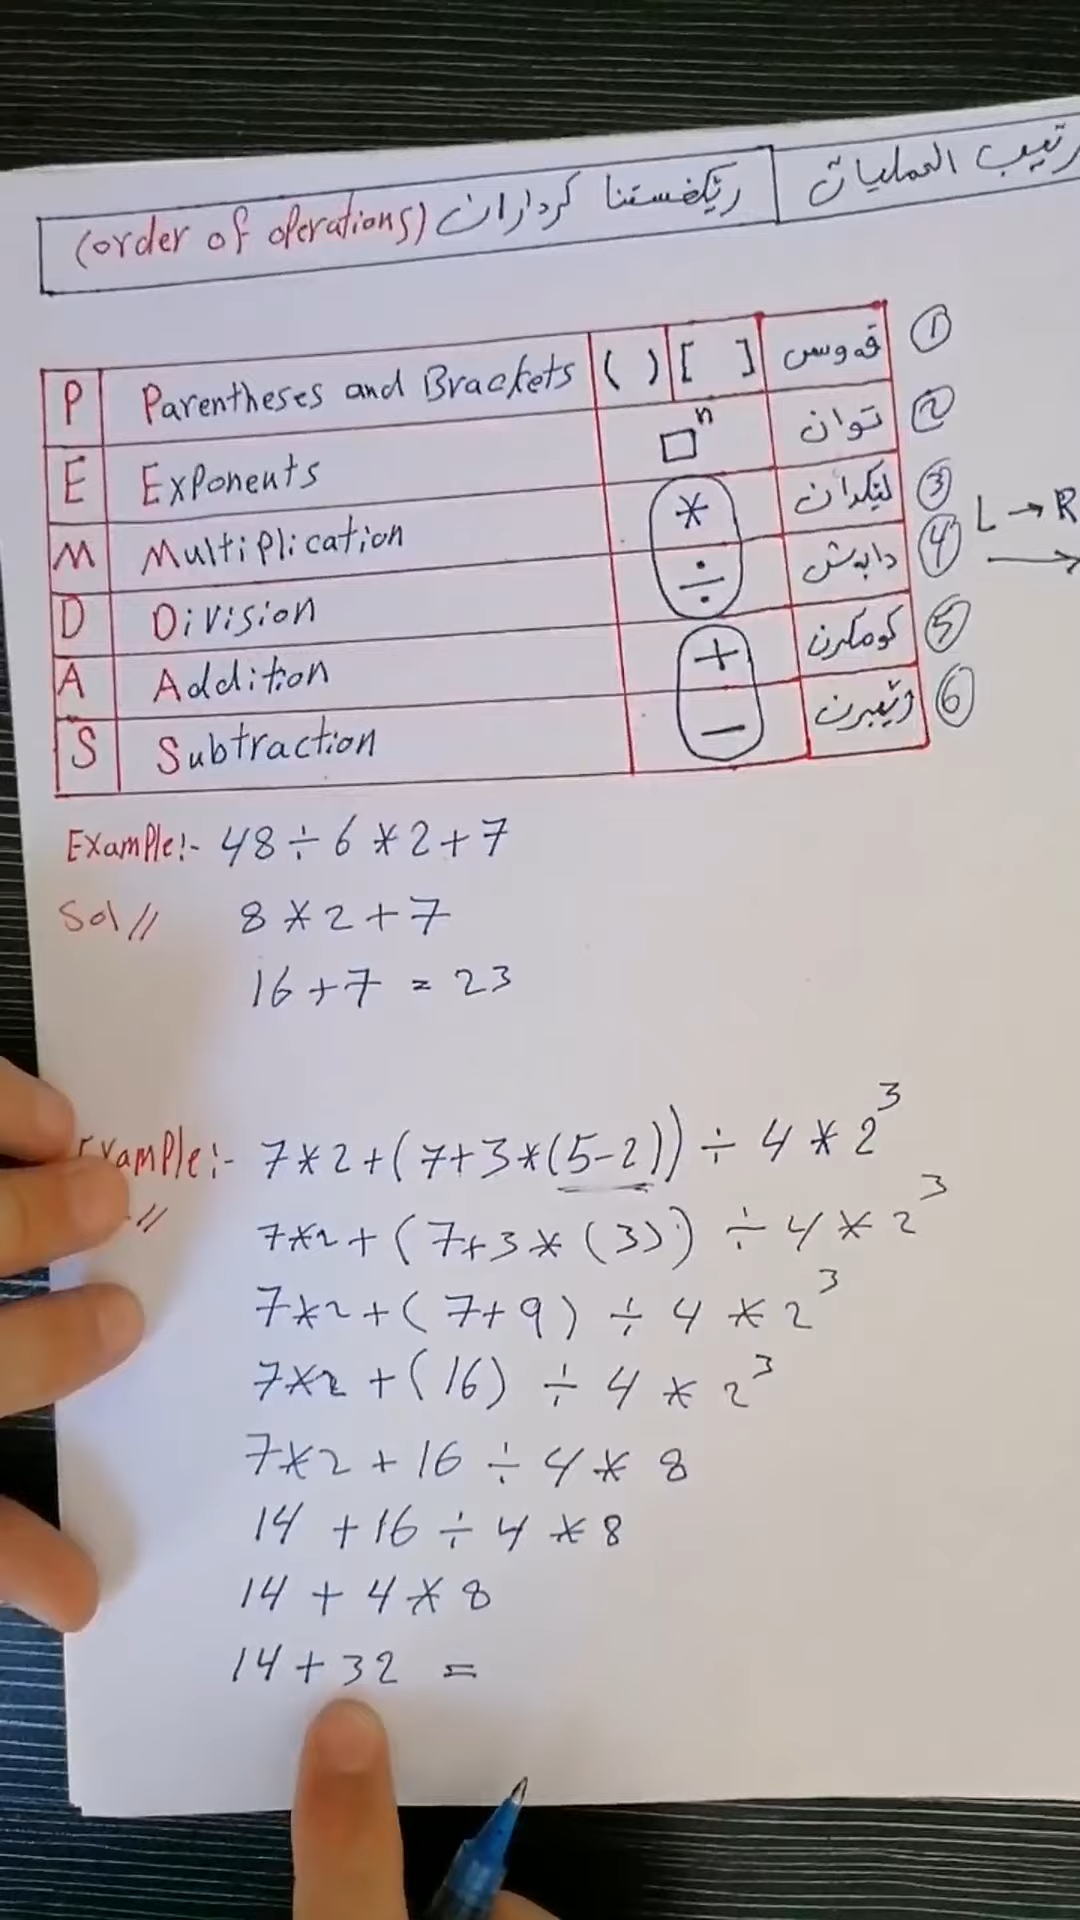 (order of operations) ریکخستنا کرداران | رتیب العملیات
P Parentheses and Brackets ( ) [ ] قەوس 1
E Exponents □ⁿ توان 2
M Multiplication * لێکدان 3
L → R
D Division ÷ دابەش 4
A Addition + کومکرن 5
S Subtraction − ژێبرن 6
Example:- 48 ÷ 6 * 2 + 7
Sol // 8 * 2 + 7
16 + 7 = 23
Example:- 7 * 2 + (7 + 3 * (5 - 2)) ÷ 4 * 2³
// 7 * 2 + (7 + 3 * (3)) ÷ 4 * 2³
7 * 2 + (7 + 9) ÷ 4 * 2³
7 * 2 + (16) ÷ 4 * 2³
7 * 2 + 16 ÷ 4 * 8
14 + 16 ÷ 4 * 8
14 + 4 * 8
14 + 32 =